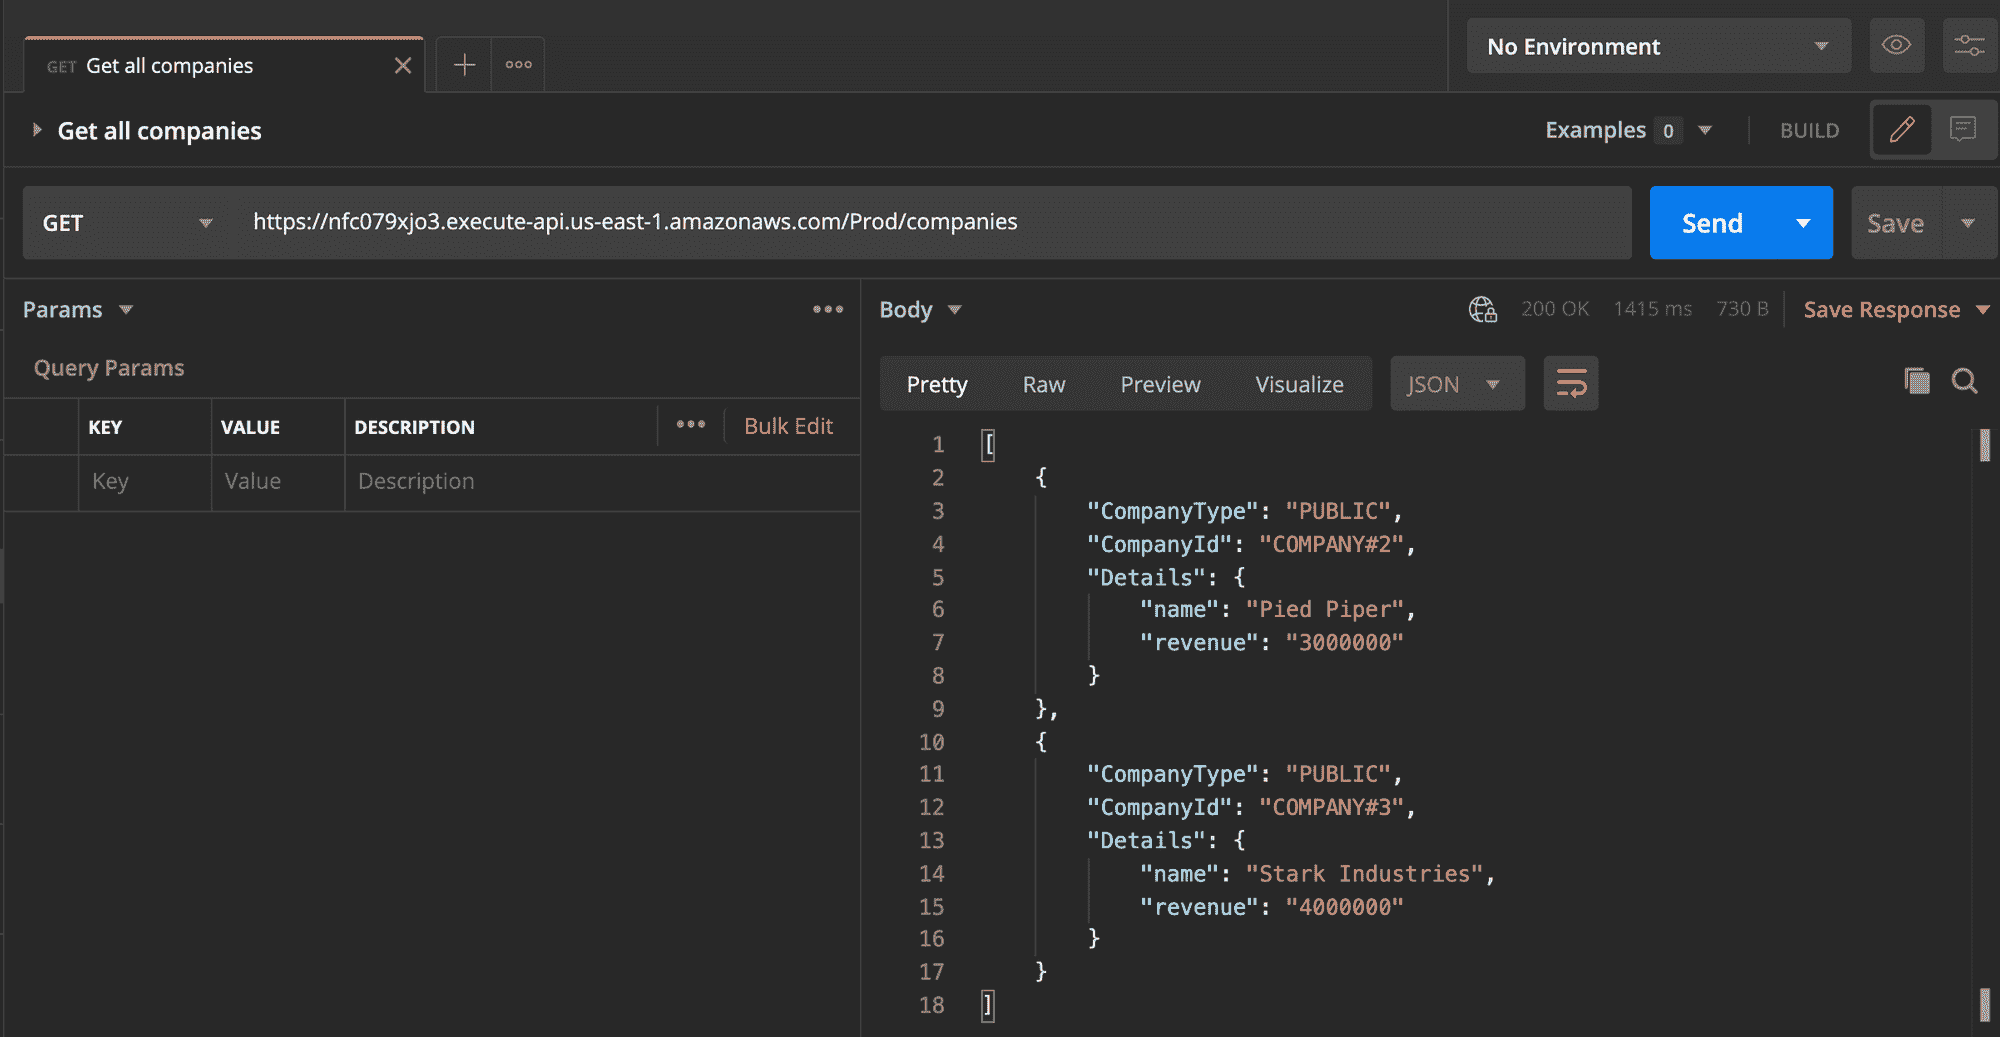 GET Get all companies
No Environment
Get all companies
Examples 0
BUILD
GET https://nfc079xjo3.execute-api.us-east-1.amazonaws.com/Prod/companies
Send
Save
Params
Query Params
KEY VALUE DESCRIPTION Bulk Edit
Key Value Description
Body
200 OK 1415 ms 730 B Save Response
Pretty Raw Preview Visualize JSON
1 [
2 {
3 "CompanyType": "PUBLIC",
4 "CompanyId": "COMPANY#2",
5 "Details": {
6 "name": "Pied Piper",
7 "revenue": "3000000"
8 }
9 },
10 {
11 "CompanyType": "PUBLIC",
12 "CompanyId": "COMPANY#3",
13 "Details": {
14 "name": "Stark Industries",
15 "revenue": "4000000"
16 }
17 }
18 ]